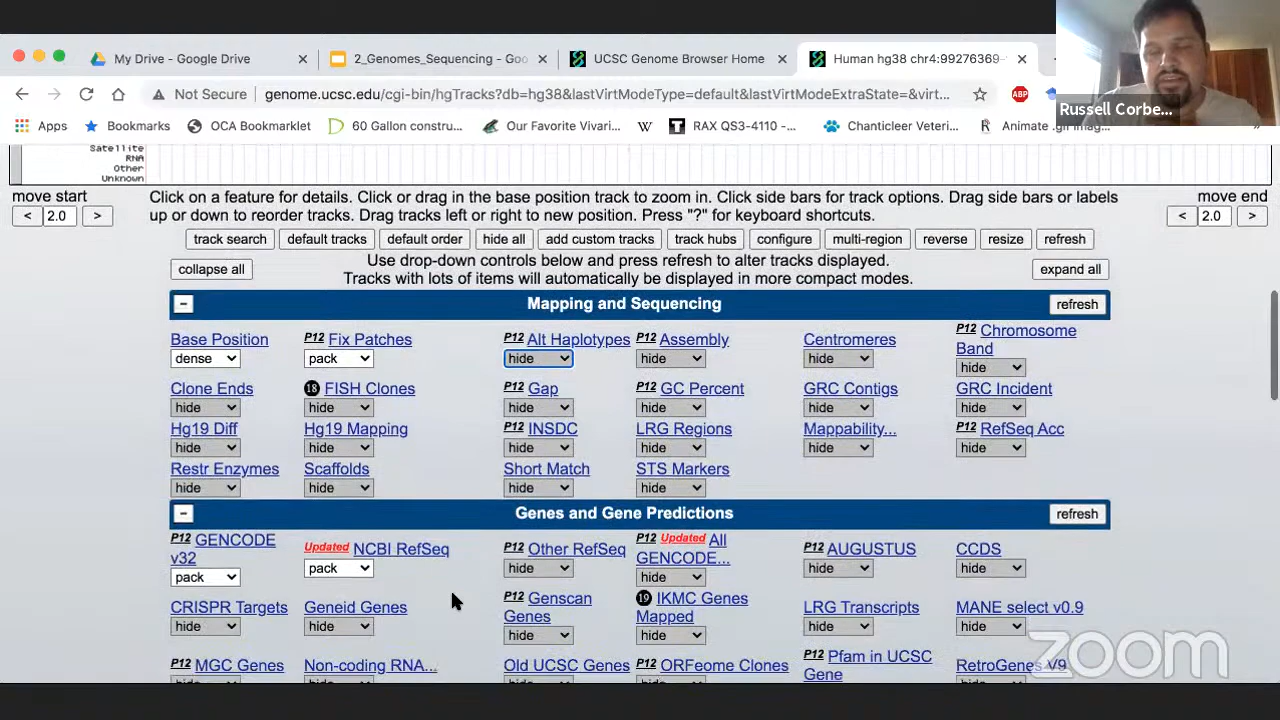 My Drive - Google Drive
2_Genomes_Sequencing - Goo
UCSC Genome Browser Home
Human hg38 chr4:99276369-
Not Secure
genome.ucsc.edu/cgi-bin/hgTracks?db=hg38&lastVirtModeType=default&lastVirtModeExtraState=&virt...
ABP
Russell Corbe...
Apps
Bookmarks
OCA Bookmarklet
60 Gallon constru...
Our Favorite Vivari...
W
RAX QS3-4110 -...
Chanticleer Veteri...
Animate .gif imag...
»
Satellite
RNA
Other
Unknown
move start
< 2.0 >
Click on a feature for details. Click or drag in the base position track to zoom in. Click side bars for track options. Drag side bars or labels
up or down to reorder tracks. Drag tracks left or right to new position. Press "?" for keyboard shortcuts.
move end
< 2.0 >
track search default tracks default order hide all add custom tracks track hubs configure multi-region reverse resize refresh
collapse all
Use drop-down controls below and press refresh to alter tracks displayed.
Tracks with lots of items will automatically be displayed in more compact modes.
expand all
- Mapping and Sequencing refresh
Base Position
dense
P12 Fix Patches
pack
P12 Alt Haplotypes
hide
P12 Assembly
hide
Centromeres
hide
P12 Chromosome
Band
hide
Clone Ends
hide
18 FISH Clones
hide
P12 Gap
hide
P12 GC Percent
hide
GRC Contigs
hide
GRC Incident
hide
Hg19 Diff
hide
Hg19 Mapping
hide
P12 INSDC
hide
LRG Regions
hide
Mappability...
hide
P12 RefSeq Acc
hide
Restr Enzymes
hide
Scaffolds
hide
Short Match
hide
STS Markers
hide
- Genes and Gene Predictions refresh
P12 GENCODE
v32
pack
Updated NCBI RefSeq
pack
P12 Other RefSeq
hide
P12 Updated All
GENCODE...
hide
P12 AUGUSTUS
hide
CCDS
hide
CRISPR Targets
hide
Geneid Genes
hide
P12 Genscan
Genes
hide
19 IKMC Genes
Mapped
hide
LRG Transcripts
hide
MANE select v0.9
hide
P12 MGC Genes
Non-coding RNA...
Old UCSC Genes
P12 ORFeome Clones
P12 Pfam in UCSC
Gene
RetroGenes V9
zoom